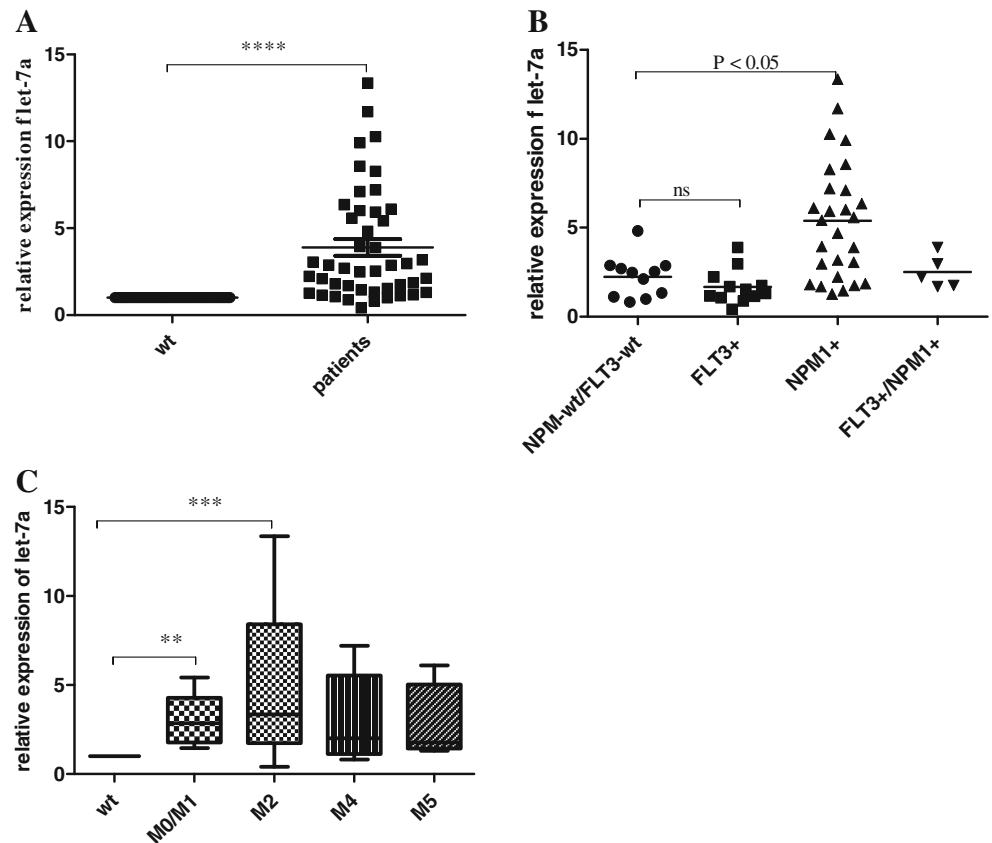 A
relative expression f let-7a
15
10
5
0
****
wt
patients
B
relative expression f let-7a
15
10
5
0
P < 0.05
ns
NPM-wt/FLT3-wt
FLT3+
NPM1+
FLT3+/NPM1+
C
relative expression of let-7a
15
10
5
0
***
**
wt
M0/M1
M2
M4
M5